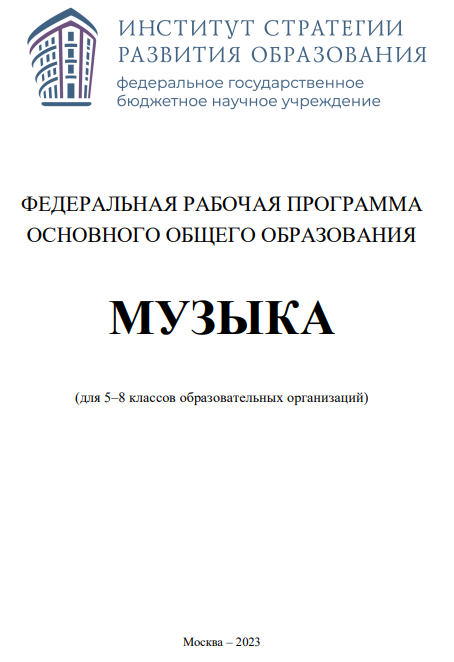 ИНСТИТУТ СТРАТЕГИИ
РАЗВИТИЯ ОБРАЗОВАНИЯ
федеральное государственное
бюджетное научное учреждение
ФЕДЕРАЛЬНАЯ РАБОЧАЯ ПРОГРАММА
ОСНОВНОГО ОБЩЕГО ОБРАЗОВАНИЯ
МУЗЫКА
(для 5–8 классов образовательных организаций)
Москва – 2023